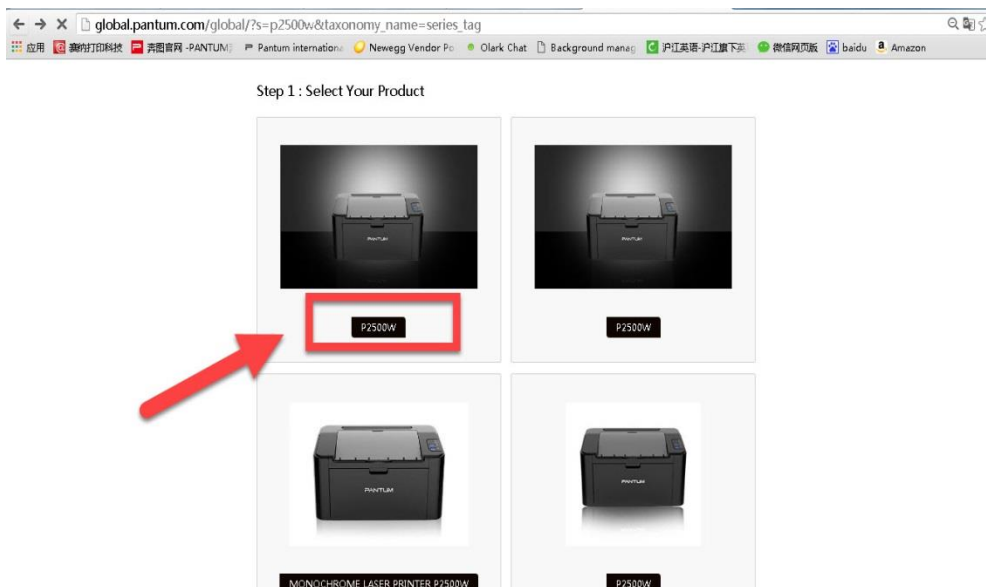 global.pantum.com/global/?s=p2500w&taxonomy_name=series_tag
应用 赛纳打印科技 奔图官网 -PANTUM Pantum internationa Newegg Vendor Po Olark Chat Background manag 沪江英语-沪江旗下英 微信网页版 baidu Amazon
Step 1 : Select Your Product
PANTUM PANTUM
P2500W P2500W
PANTUM PANTUM
MONOCHROME LASER PRINTER P2500W P2500W